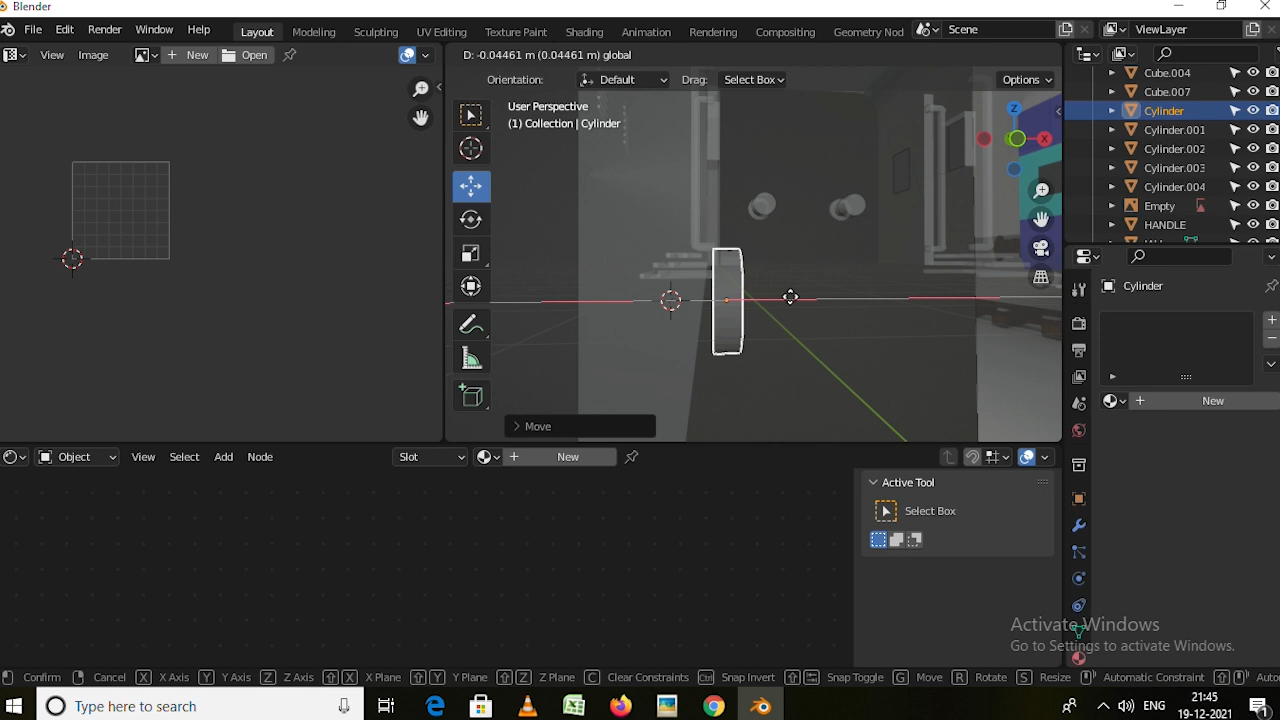 Blender
File Edit Render Window Help
Layout Modeling Sculpting UV Editing Texture Paint Shading Animation Rendering Compositing Geometry Nod
Scene ViewLayer
View Image New Open
D: -0.04461 m (0.04461 m) global
Orientation: Default Drag: Select Box Options
User Perspective
(1) Collection | Cylinder
Z
X
Move
Cube.004
Cube.007
Cylinder
Cylinder.001
Cylinder.002
Cylinder.003
Cylinder.004
Empty
HANDLE
Cylinder
New
Object View Select Add Node Slot New
Active Tool
Select Box
Activate Windows
Go to Settings to activate Windows.
Confirm Cancel X X Axis Y Y Axis Z Z Axis X X Plane Y Y Plane Z Z Plane C Clear Constraints Ctrl Snap Invert Snap Toggle G Move R Rotate S Resize Automatic Constraint
Type here to search
ENG
21:45
19-12-2021
1